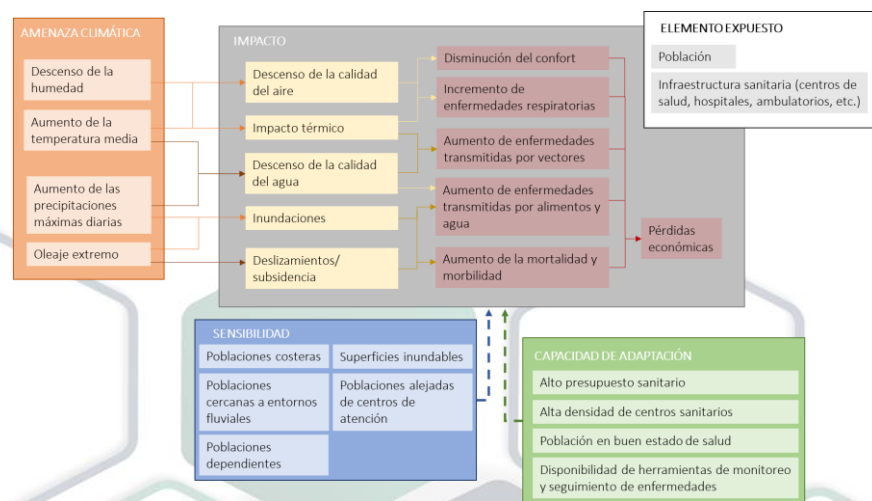 AMENAZA CLIMÁTICA
Descenso de la
humedad
Aumento de la
temperatura media
Aumento de las
precipitaciones
máximas diarias
Oleaje extremo
IMPACTO
Descenso de la calidad
del aire
Impacto térmico
Descenso de la calidad
del agua
Inundaciones
Deslizamientos/
subsidencia
Disminución del confort
Incremento de
enfermedades respiratorias
Aumento de enfermedades
transmitidas por vectores
Aumento de enfermedades
transmitidas por alimentos y
agua
Aumento de la mortalidad y
morbilidad
Pérdidas
económicas
ELEMENTO EXPUESTO
Población
Infraestructura sanitaria (centros de
salud, hospitales, ambulatorios, etc.)
SENSIBILIDAD
Poblaciones costeras
Superficies inundables
Poblaciones
cercanas a entornos
fluviales
Poblaciones alejadas
de centros de
atención
Poblaciones
dependientes
CAPACIDAD DE ADAPTACIÓN
Alto presupuesto sanitario
Alta densidad de centros sanitarios
Población en buen estado de salud
Disponibilidad de herramientas de monitoreo
y seguimiento de enfermedades